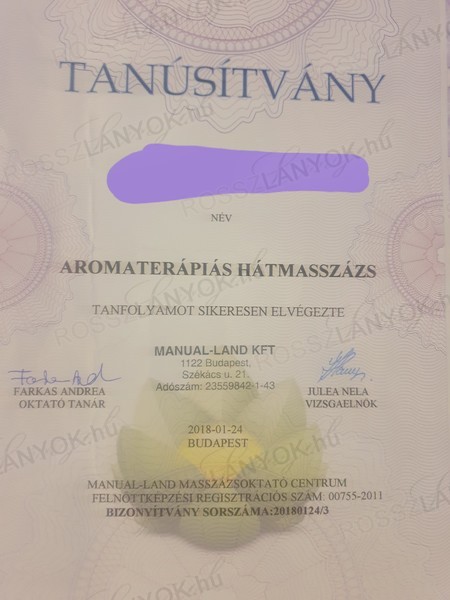 TANÚSÍTVÁNY
NÉV
AROMATERÁPIÁS HÁTMASSZÁZS
TANFOLYAMOT SIKERESEN ELVÉGEZTE
MANUAL-LAND KFT
1122 Budapest,
Székács u. 21.
Adószám: 23559842-1-43
FARKAS ANDREA
OKTATÓ TANÁR
JULEA NELA
VIZSGAELNÖK
2018-01-24
BUDAPEST
MANUAL-LAND MASSZÁZSOKTATÓ CENTRUM
FELNŐTTKÉPZÉSI REGISZTRÁCIÓS SZÁM: 00755-2011
BIZONYÍTVÁNY SORSZÁMA:20180124/3
ROSSZLÁNYOK.hu